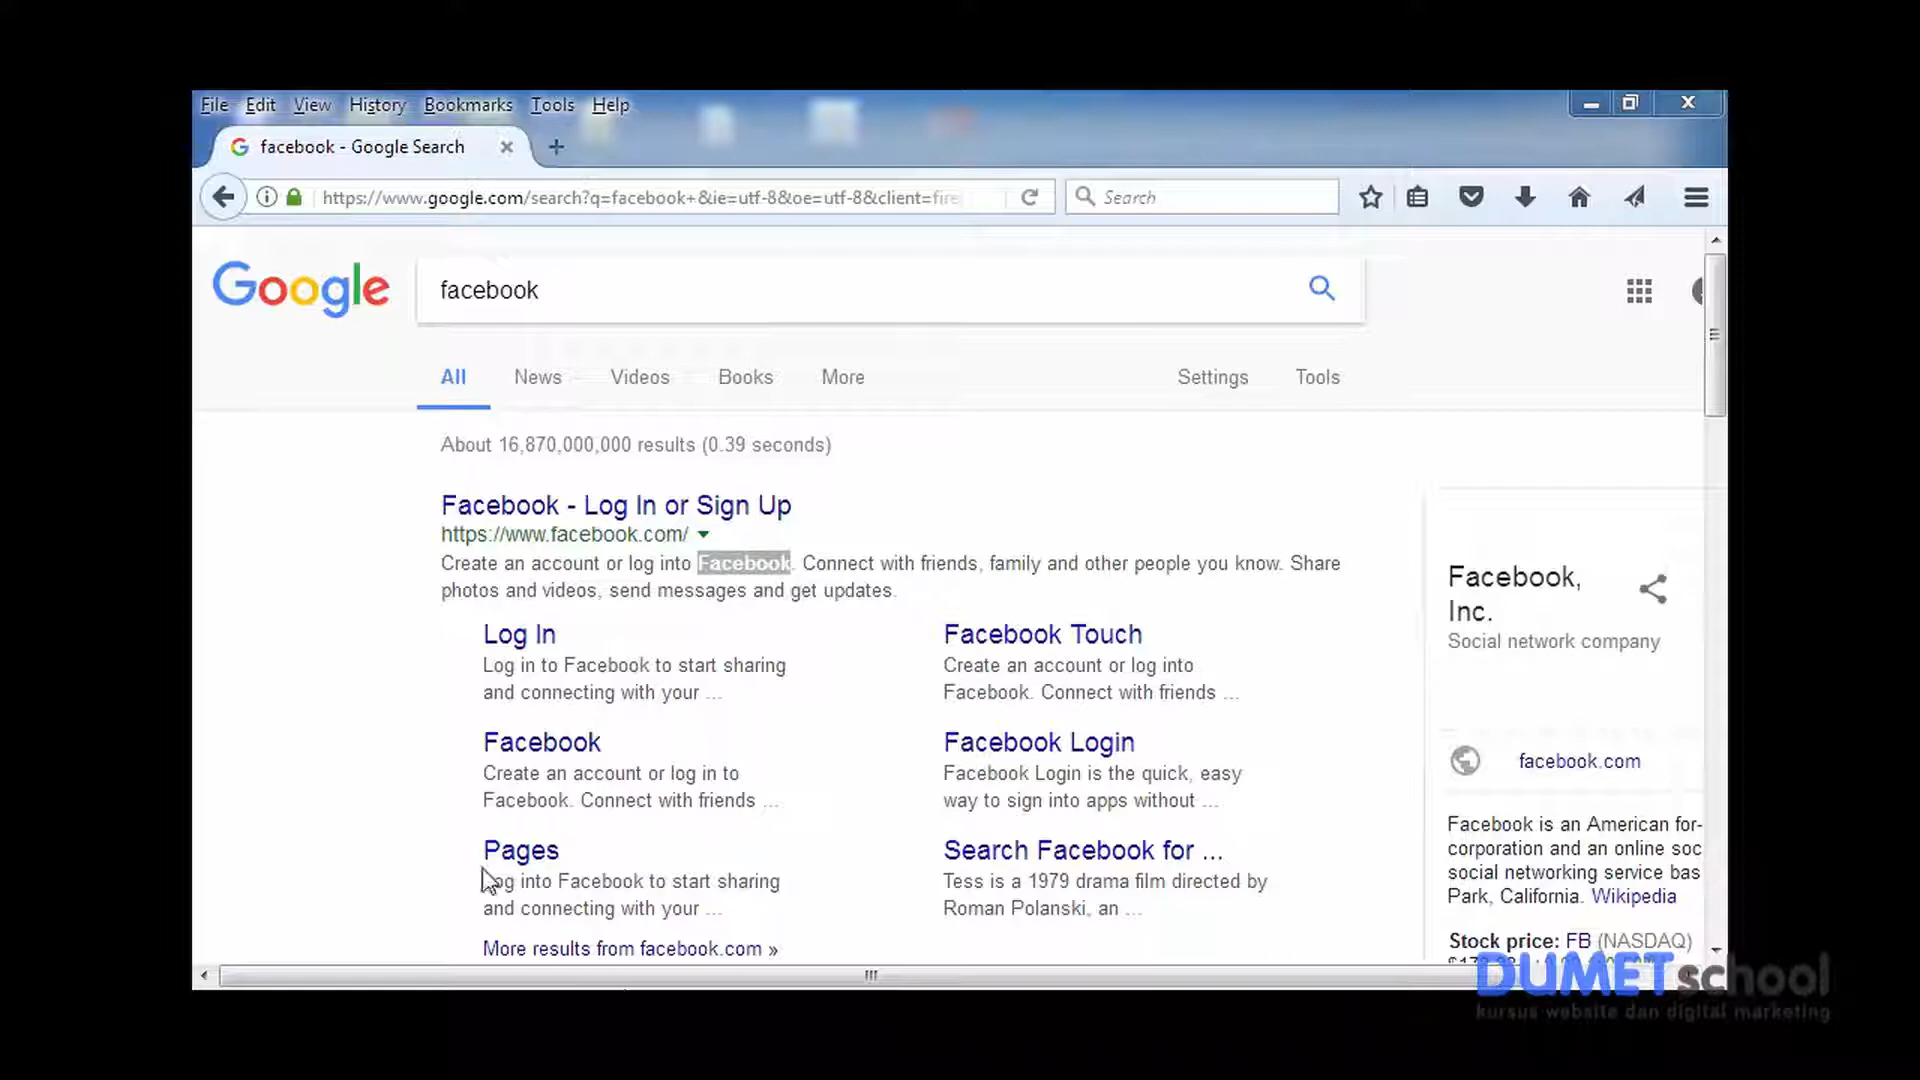 File Edit View History Bookmarks Tools Help
facebook - Google Search
https://www.google.com/search?q=facebook+&ie=utf-8&oe=utf-8&client=fire
Search
Google
facebook
All News Videos Books More Settings Tools
About 16,870,000,000 results (0.39 seconds)
Facebook - Log In or Sign Up
https://www.facebook.com/
Create an account or log into Facebook. Connect with friends, family and other people you know. Share
photos and videos, send messages and get updates.
Log In
Log in to Facebook to start sharing
and connecting with your ...
Facebook Touch
Create an account or log into
Facebook. Connect with friends ...
Facebook
Create an account or log in to
Facebook. Connect with friends ...
Facebook Login
Facebook Login is the quick, easy
way to sign into apps without ...
Pages
Log into Facebook to start sharing
and connecting with your ...
Search Facebook for ...
Tess is a 1979 drama film directed by
Roman Polanski, an ...
More results from facebook.com »
Facebook,
Inc.
Social network company
facebook.com
Facebook is an American for-
corporation and an online soc
social networking service bas
Park, California. Wikipedia
Stock price: FB (NASDAQ)
DUMETschool
kursus website dan digital marketing